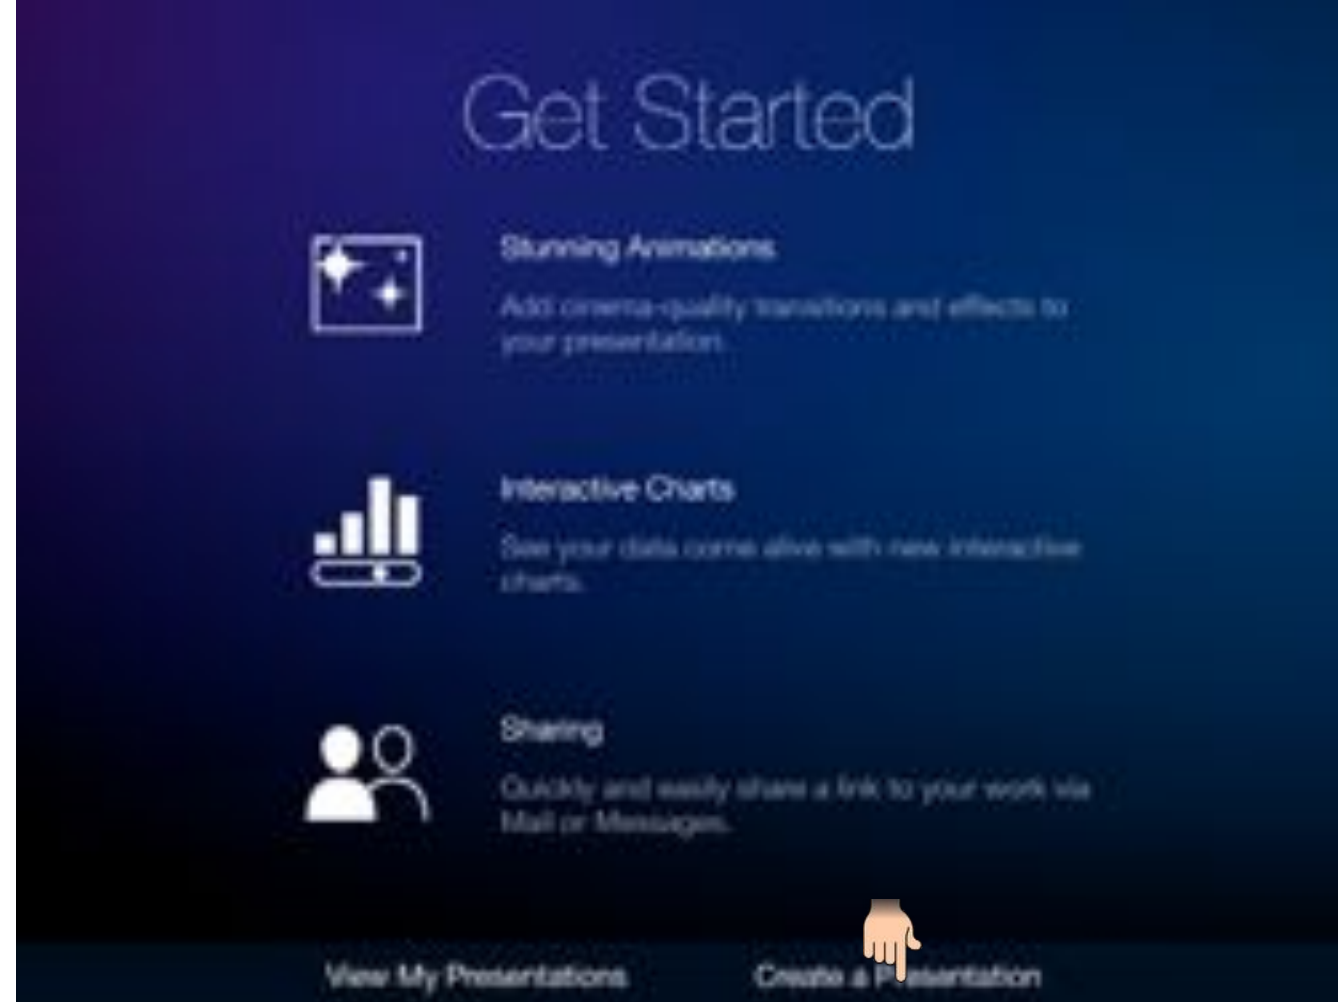 Get Started
Stunning Animations
Add cinema-quality transitions and effects to
your presentation.
Interactive Charts
See your data come alive with new interactive
charts.
Sharing
Quickly and easily share a link to your work via
Mail or Messages.
View My Presentations
Create a Presentation